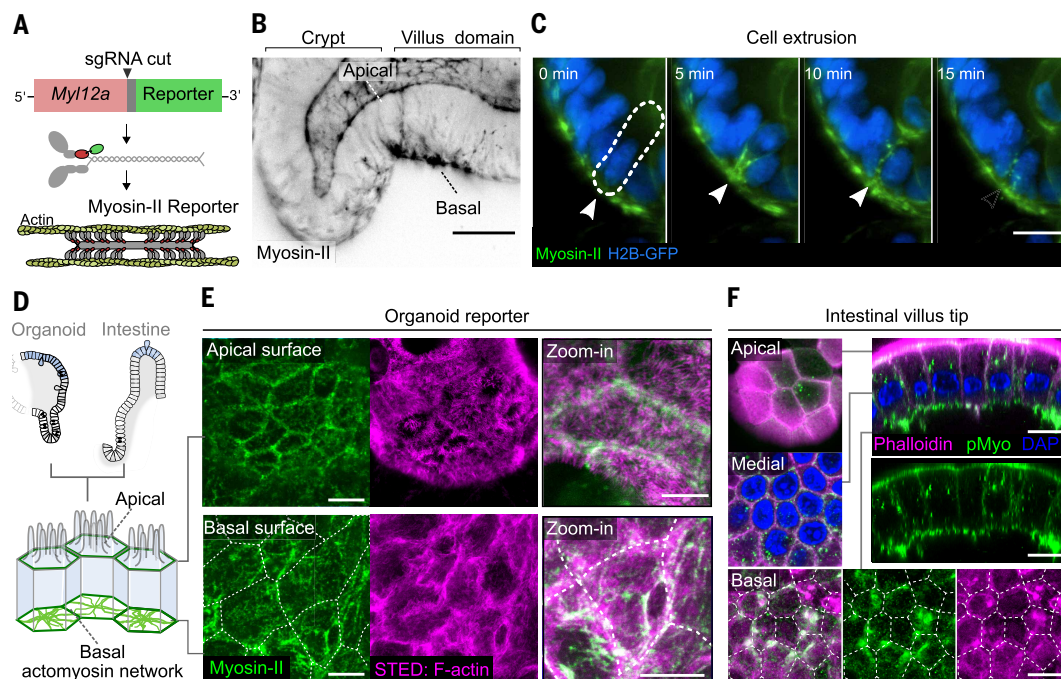 A
sgRNA cut
5'
Myl12a
Reporter
3'
Myosin-II Reporter
Actin
B
Crypt
Villus domain
Apical
Basal
Myosin-II
C
Cell extrusion
0 min
5 min
10 min
15 min
Myosin-II H2B-GFP
D
Organoid
Intestine
Apical
Basal
actomyosin network
E
Organoid reporter
Apical surface
Zoom-in
Basal surface
Zoom-in
Myosin-II
STED: F-actin
F
Intestinal villus tip
Apical
Phalloidin pMyo DAP
Medial
Basal